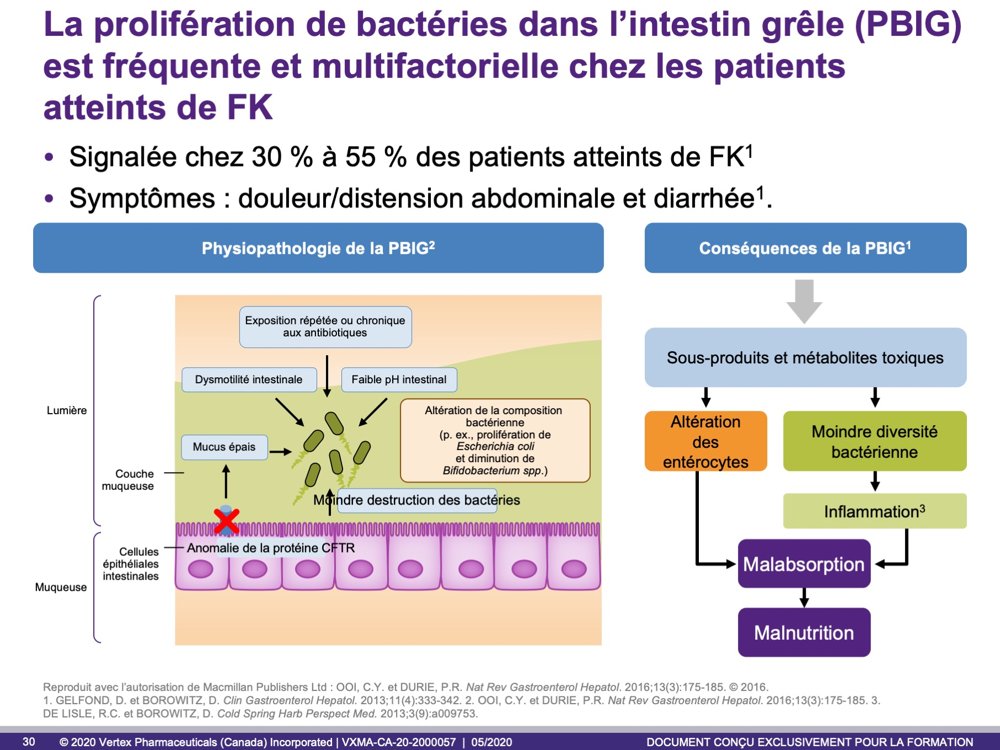 La prolifération de bactéries dans l’intestin grêle (PBIG)
est fréquente et multifactorielle chez les patients
atteints de FK
• Signalée chez 30 % à 55 % des patients atteints de FK¹
• Symptômes : douleur/distension abdominale et diarrhée¹.
Physiopathologie de la PBIG²
Exposition répétée ou chronique
aux antibiotiques
Dysmotilité intestinale
Faible pH intestinal
Lumière
Altération de la composition
bactérienne
(p. ex., prolifération de
Escherichia coli
et diminution de
Bifidobacterium spp.)
Mucus épais
Couche
muqueuse
Moindre destruction des bactéries
Anomalie de la protéine CFTR
Cellules
épithéliales
intestinales
Muqueuse
Conséquences de la PBIG¹
Sous-produits et métabolites toxiques
Altération
des
entérocytes
Moindre diversité
bactérienne
Inflammation³
Malabsorption
Malnutrition
Reproduit avec l’autorisation de Macmillan Publishers Ltd : OOI, C.Y. et DURIE, P.R. Nat Rev Gastroenterol Hepatol. 2016;13(3):175-185. © 2016.
1. GELFOND, D. et BOROWITZ, D. Clin Gastroenterol Hepatol. 2013;11(4):333-342. 2. OOI, C.Y. et DURIE, P.R. Nat Rev Gastroenterol Hepatol. 2016;13(3):175-185. 3.
DE LISLE, R.C. et BOROWITZ, D. Cold Spring Harb Perspect Med. 2013;3(9):a009753.
30 © 2020 Vertex Pharmaceuticals (Canada) Incorporated | VXMA-CA-20-2000057 | 05/2020
DOCUMENT CONÇU EXCLUSIVEMENT POUR LA FORMATION